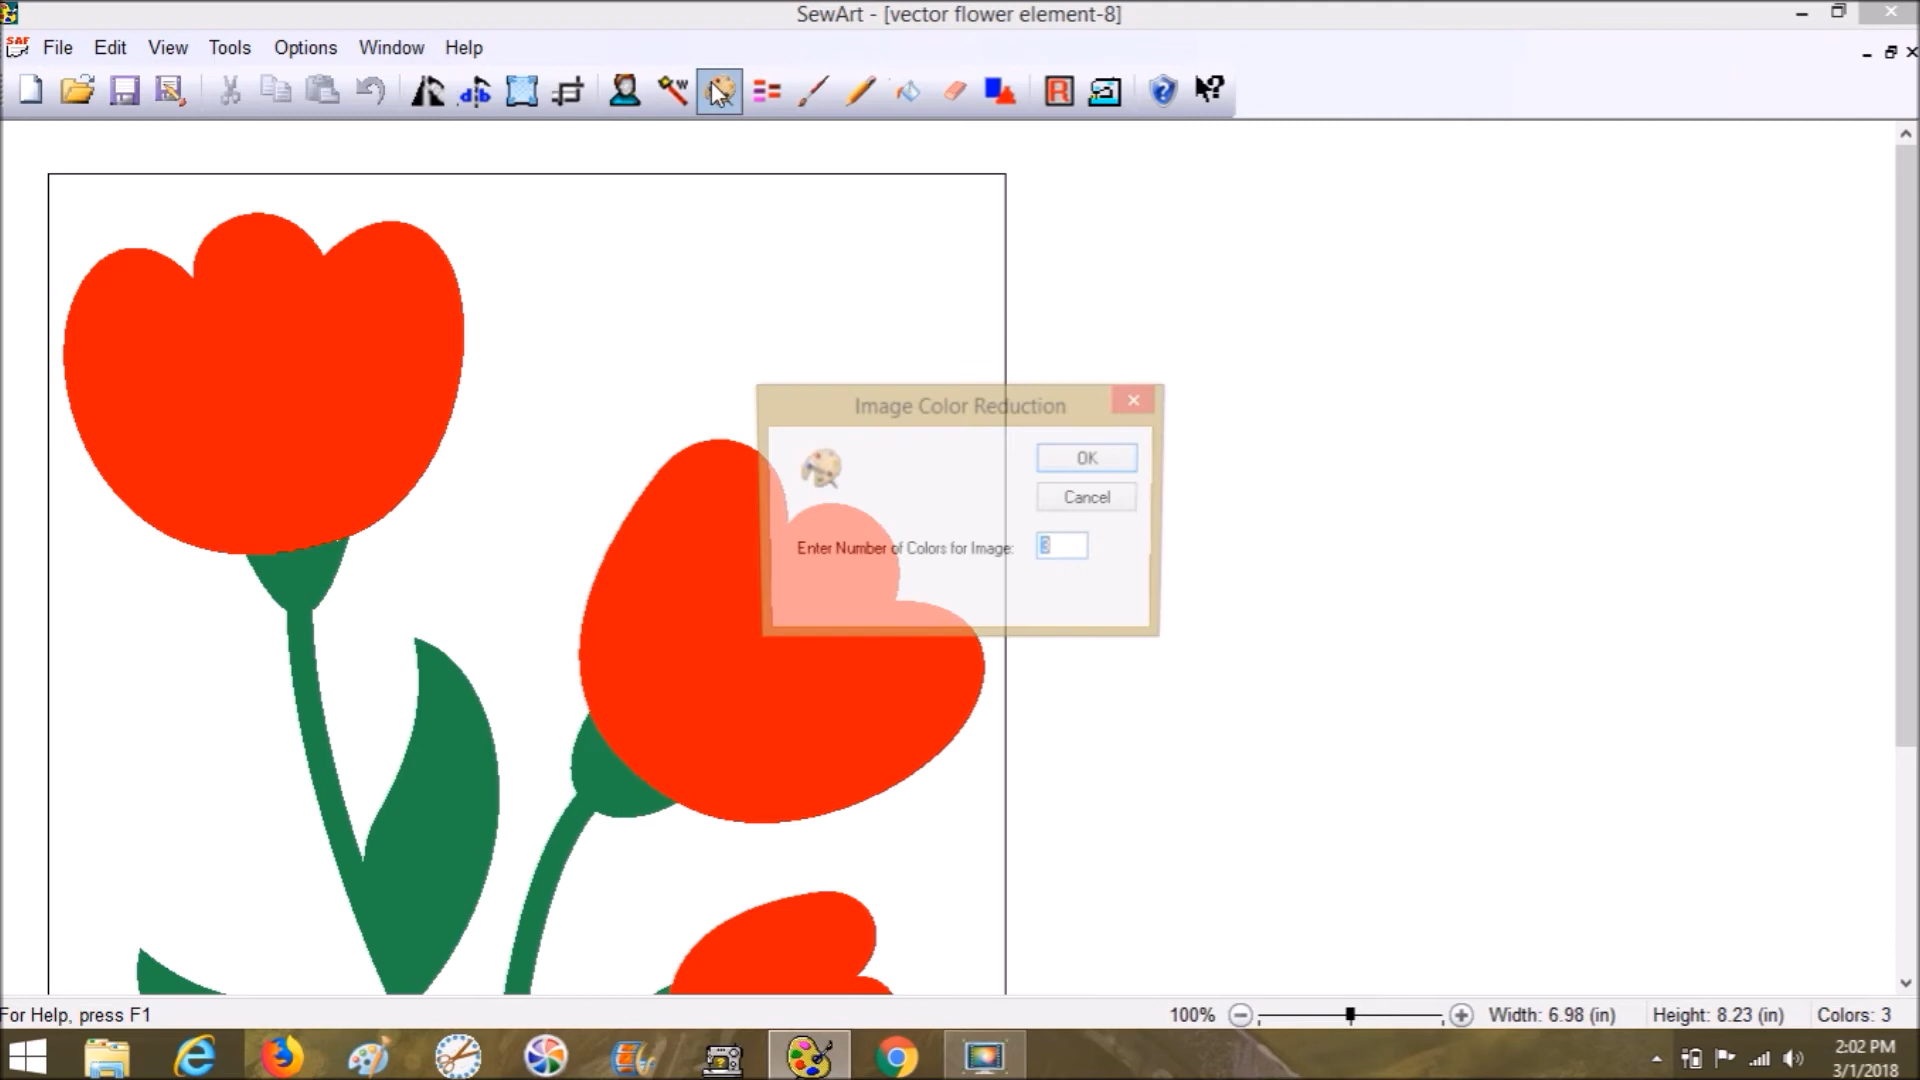 SewArt - [vector flower element-8]
SAF
File Edit View Tools Options Window Help
Image Color Reduction
OK
Cancel
Enter Number of Colors for Image:
For Help, press F1
100%
Width: 6.98 (in)
Height: 8.23 (in)
Colors: 3
2:02 PM
3/1/2018